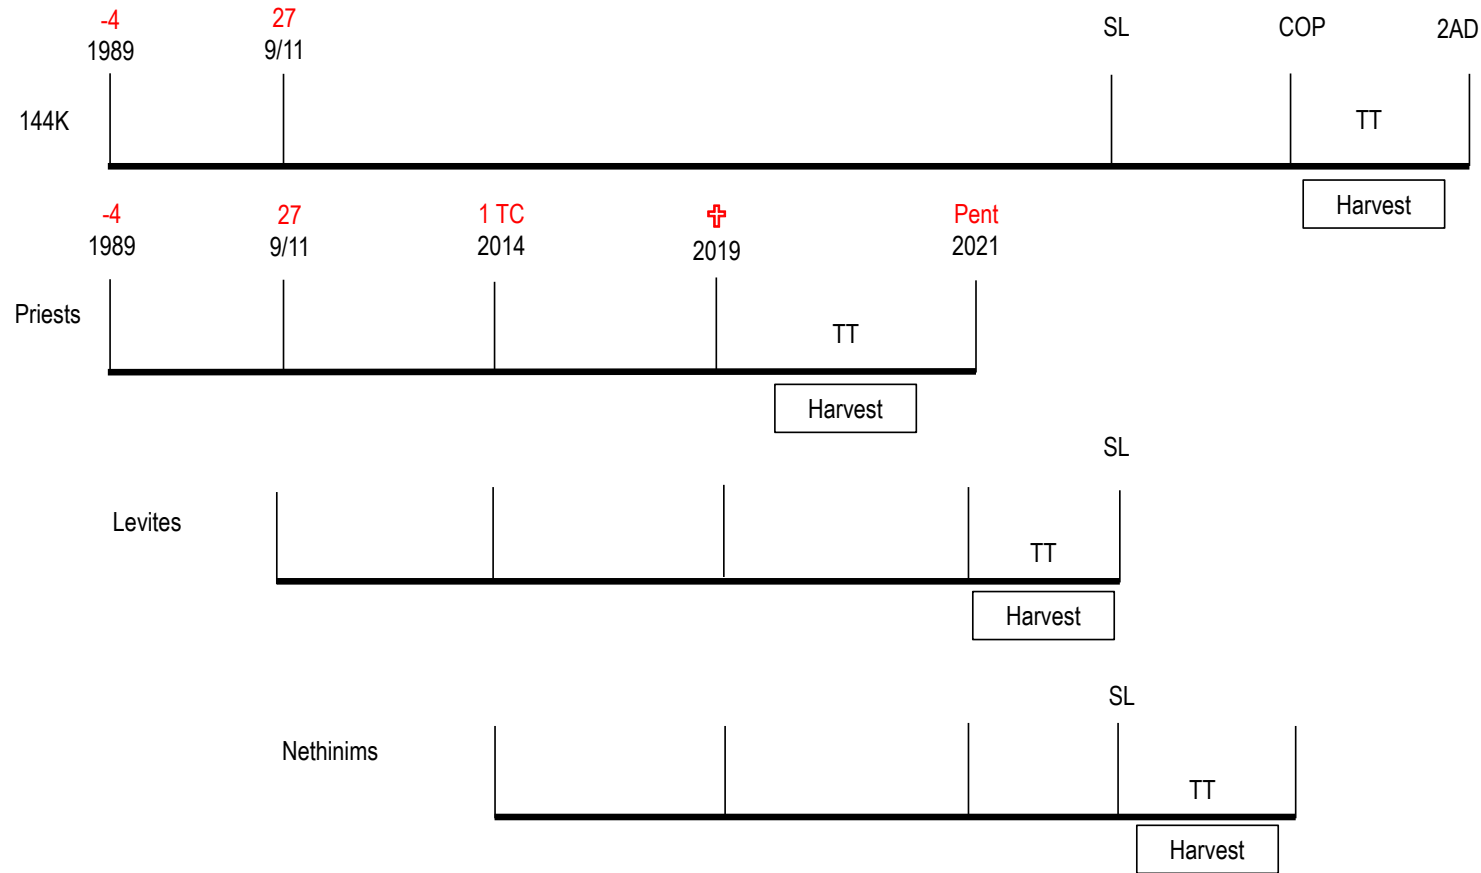 -4 27 SL COP 2AD
1989 9/11
144K TT
Harvest
-4 27 1 TC Pent
1989 9/11 2014 2019 2021
Priests TT
Harvest
SL
Levites
TT
Harvest
SL
Nethinims
TT
Harvest